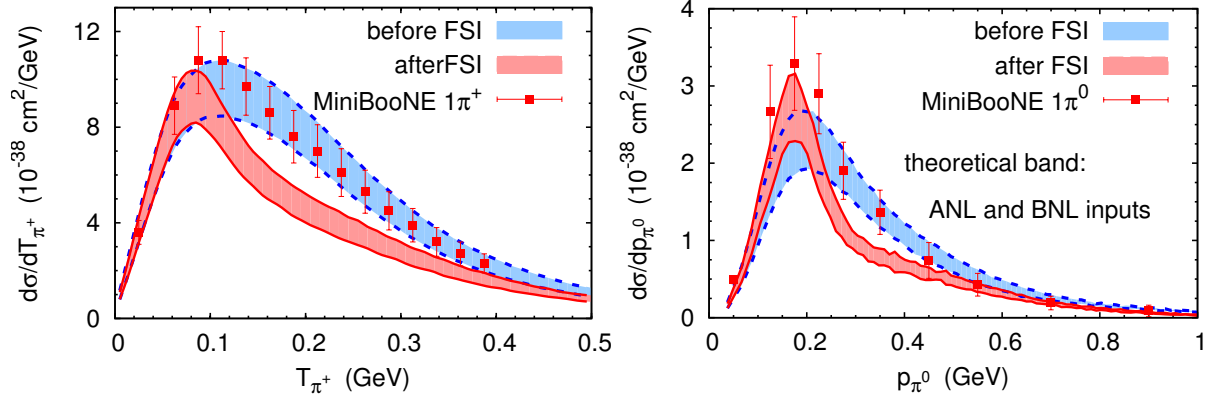 before FSI
afterFSI
MiniBooNE 1π⁺
12
9
6
3
0
dσ/dT_π⁺ (10⁻³⁸ cm²/GeV)
0 0.1 0.2 0.3 0.4 0.5
T_π⁺ (GeV)
before FSI
after FSI
MiniBooNE 1π⁰
theoretical band:
ANL and BNL inputs
4
3
2
1
0
dσ/dp_π⁰ (10⁻³⁸ cm²/GeV)
0 0.2 0.4 0.6 0.8 1
p_π⁰ (GeV)